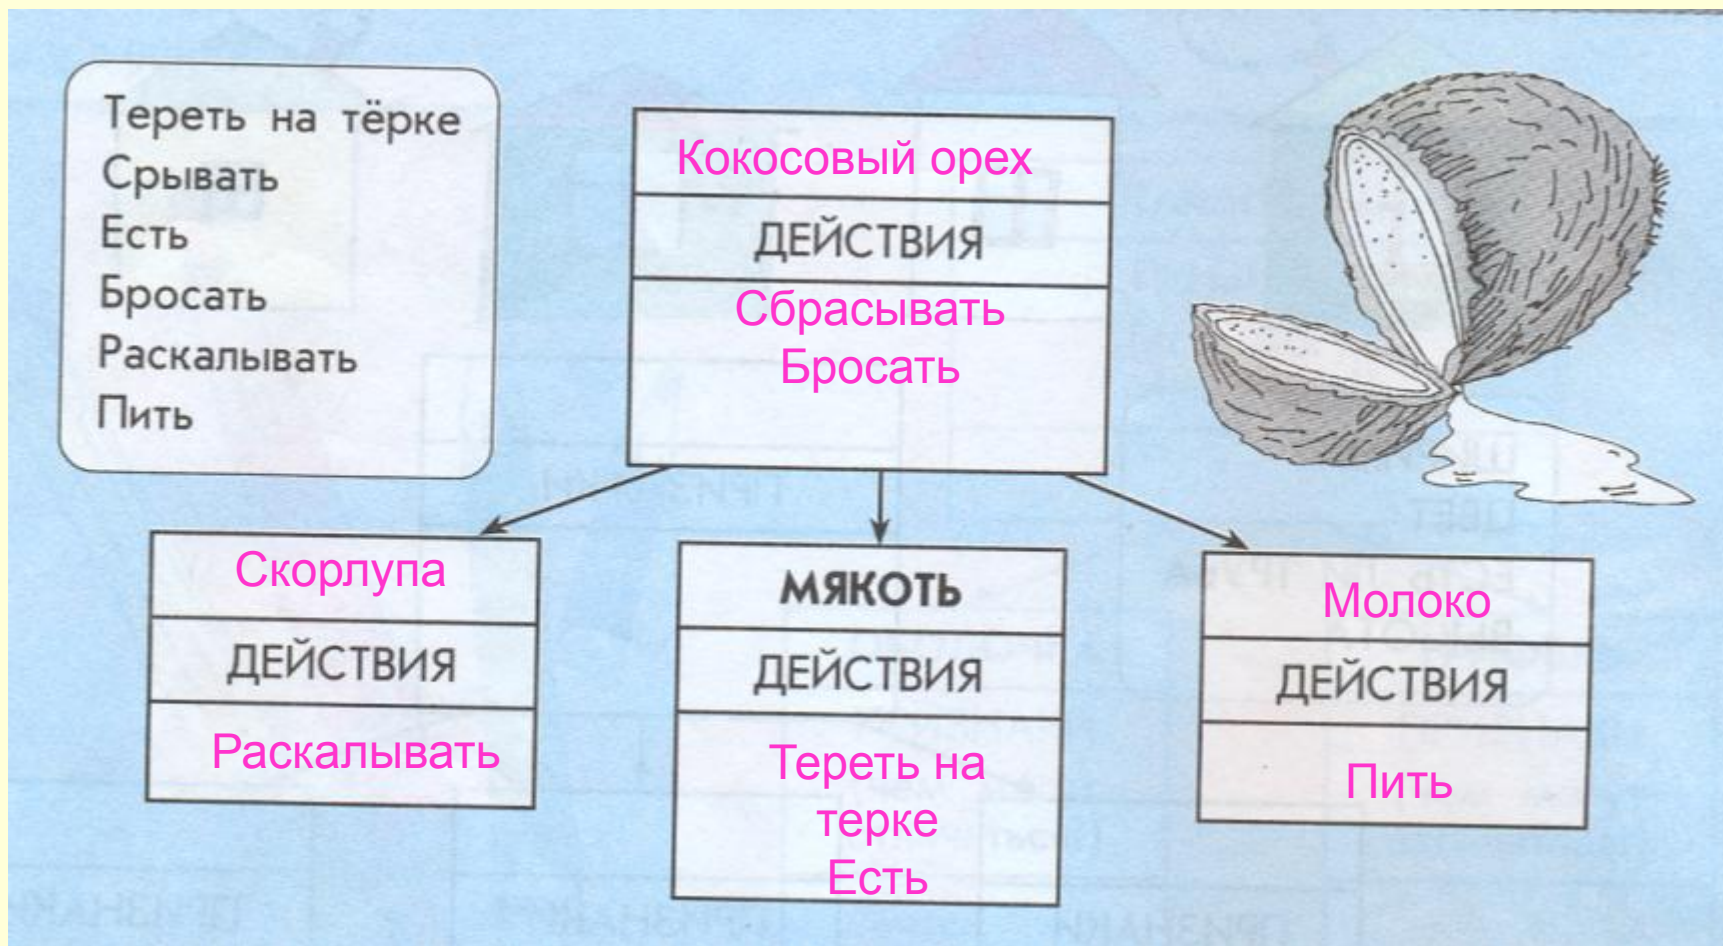 Тереть на тёрке
Срывать
Есть
Бросать
Раскалывать
Пить
Кокосовый орех
ДЕЙСТВИЯ
Сбрасывать
Бросать
Скорлупа
ДЕЙСТВИЯ
Раскалывать
МЯКОТЬ
ДЕЙСТВИЯ
Тереть на
терке
Есть
Молоко
ДЕЙСТВИЯ
Пить